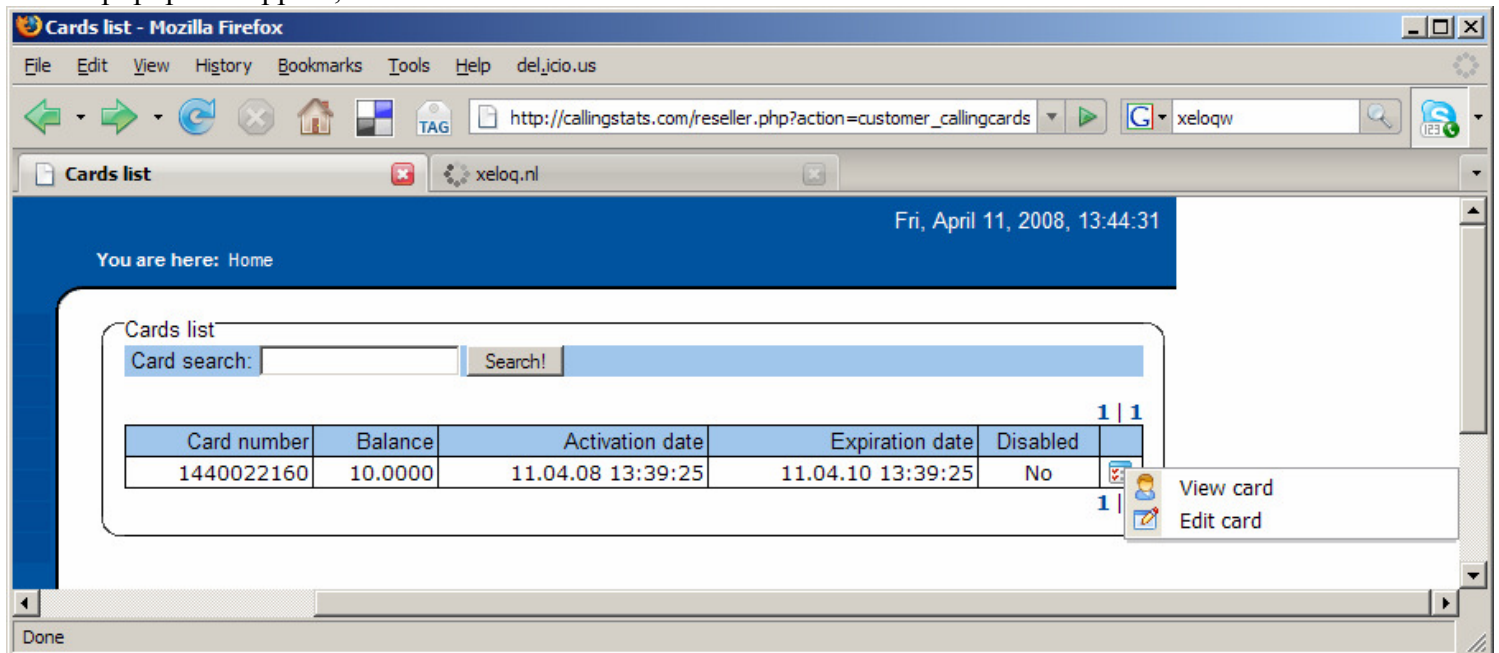 Cards list - Mozilla Firefox
File Edit View History Bookmarks Tools Help del.icio.us
TAG http://callingstats.com/reseller.php?action=customer_callingcards G xeloqw 123
Cards list xeloq.nl
Fri, April 11, 2008, 13:44:31
You are here: Home
Cards list
Card search: Search!
1 | 1
Card number Balance Activation date Expiration date Disabled
1440022160 10.0000 11.04.08 13:39:25 11.04.10 13:39:25 No
View card
1 |
Edit card
Done